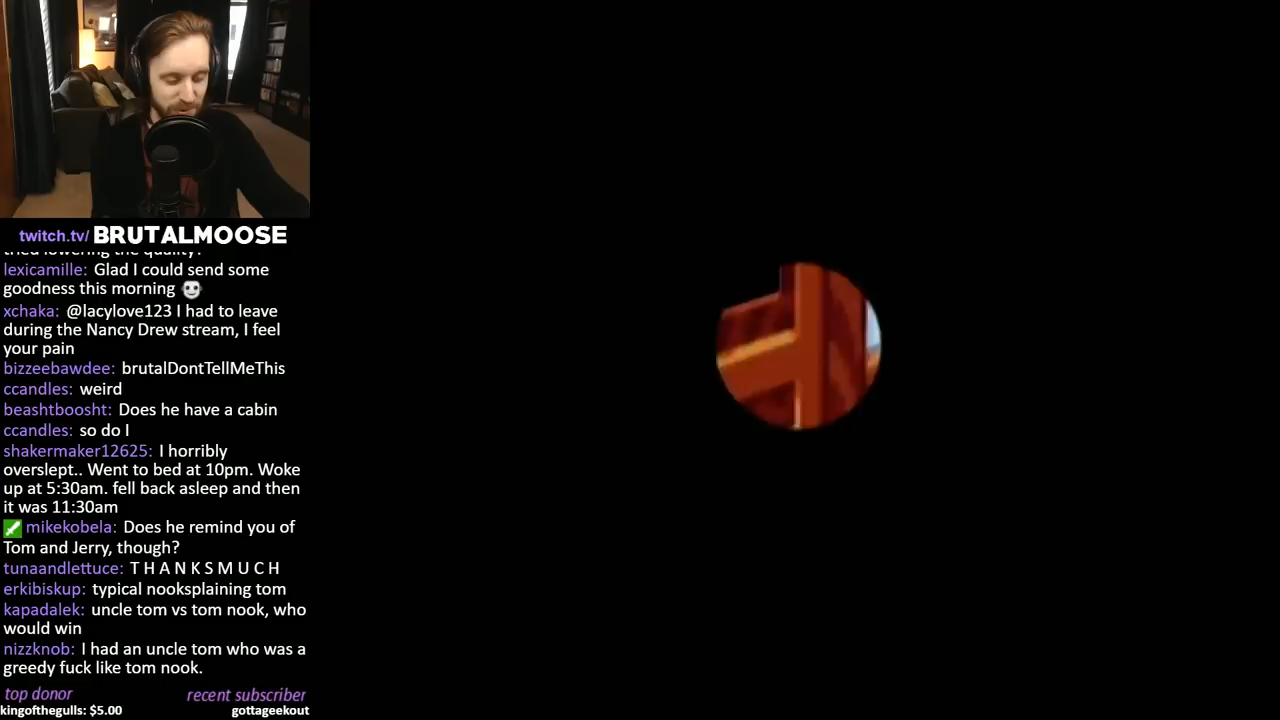 twitch.tv/ BRUTALMOOSE
tried lowering the quality?
lexicamille: Glad I could send some
goodness this morning
xchaka: @lacylove123 I had to leave
during the Nancy Drew stream, I feel
your pain
bizzeebawdee: brutalDontTellMeThis
ccandles: weird
beashtboosht: Does he have a cabin
ccandles: so do I
shakermaker12625: I horribly
overslept.. Went to bed at 10pm. Woke
up at 5:30am. fell back asleep and then
it was 11:30am
mikekobela: Does he remind you of
Tom and Jerry, though?
tunaandlettuce: T H A N K S M U C H
erkibiskup: typical nooksplaining tom
kapadalek: uncle tom vs tom nook, who
would win
nizzknob: I had an uncle tom who was a
greedy fuck like tom nook.
top donor recent subscriber
kingofthegulls: $5.00 gottageekout